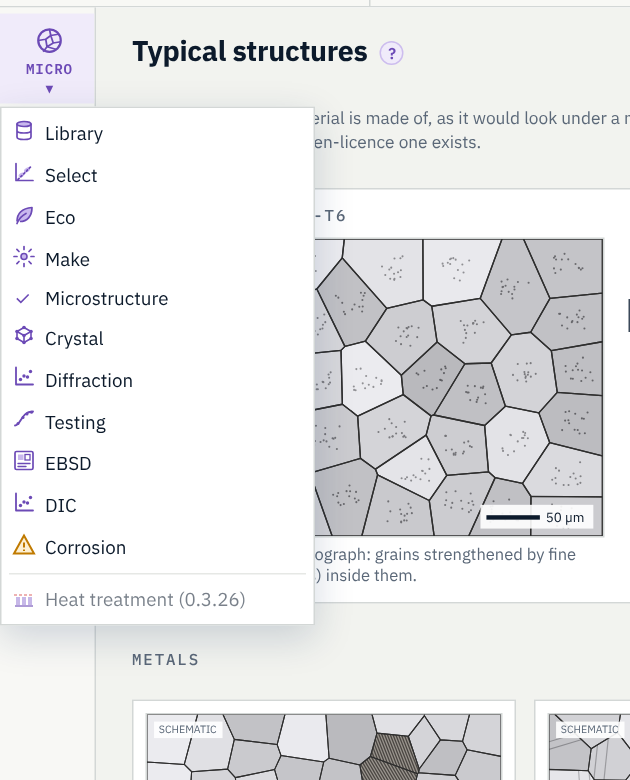 MICRO
Typical structures
?
erial is made of, as it would look under a
en-licence one exists.
Library
Select
Eco
Make
Microstructure
Crystal
Diffraction
Testing
EBSD
DIC
Corrosion
Heat treatment (0.3.26)
-T6
50 µm
ograph: grains strengthened by fine
) inside them.
METALS
SCHEMATIC
SCHEMATIC